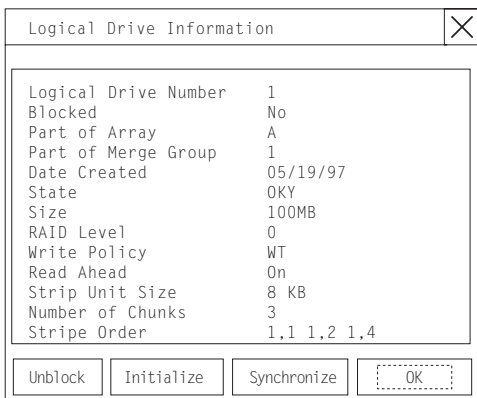 Logical Drive Information
Logical Drive Number 1
Blocked No
Part of Array A
Part of Merge Group 1
Date Created 05/19/97
State OKY
Size 100MB
RAID Level 0
Write Policy WT
Read Ahead On
Strip Unit Size 8 KB
Number of Chunks 3
Stripe Order 1,1 1,2 1,4
Unblock Initialize Synchronize OK